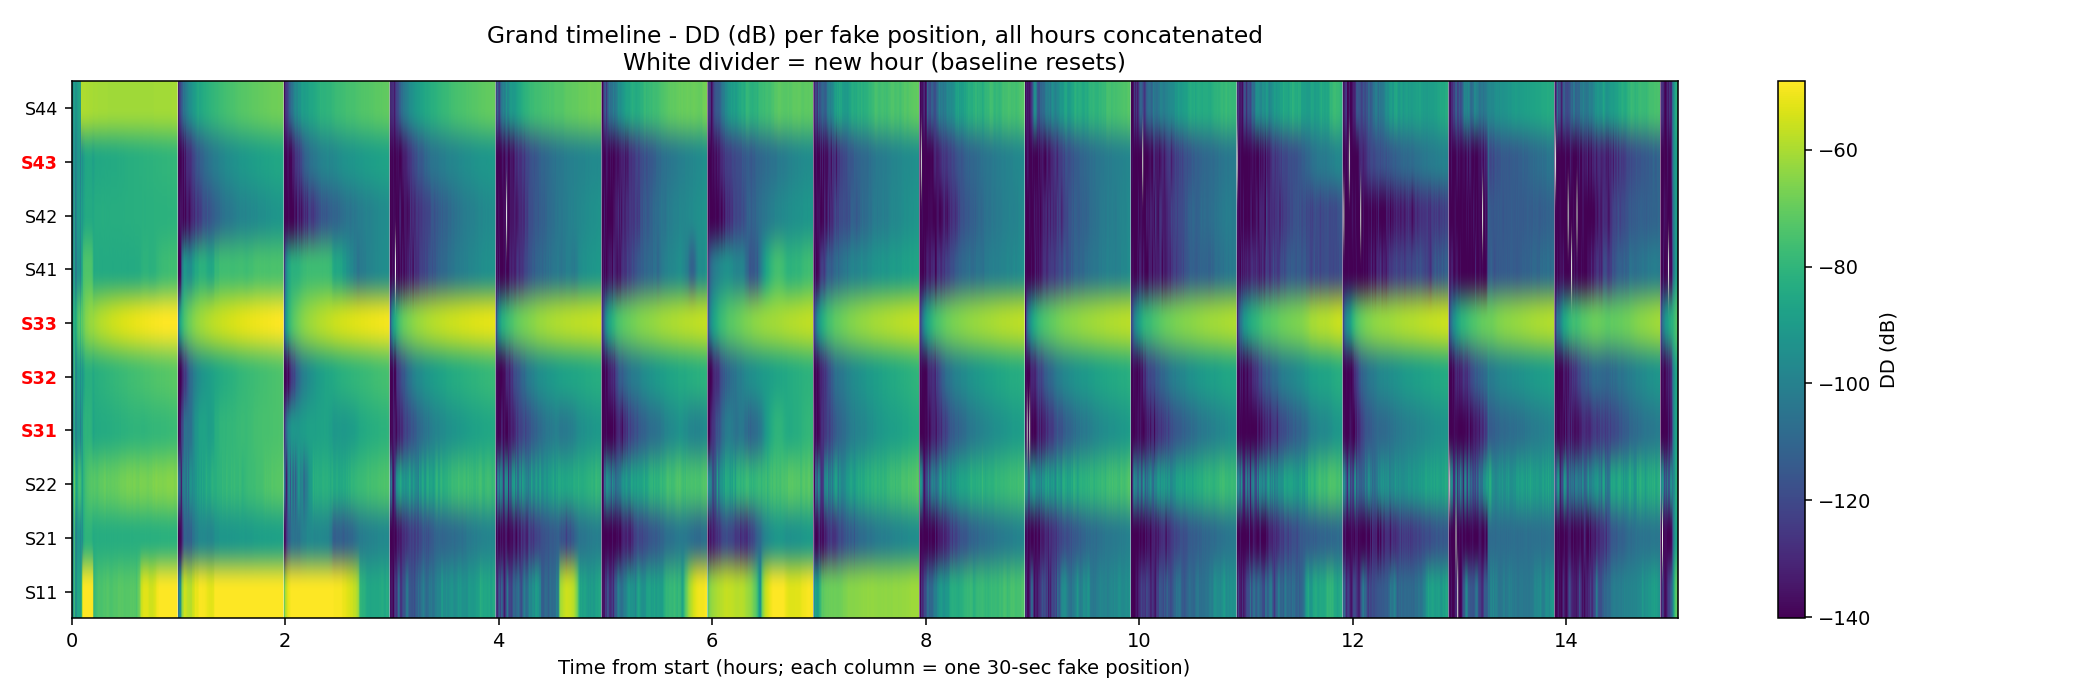 Grand timeline - DD (dB) per fake position, all hours concatenated
White divider = new hour (baseline resets)
S44
S43
S42
S41
S33
S32
S31
S22
S21
S11
0
2
4
6
8
10
12
14
Time from start (hours; each column = one 30-sec fake position)
−60
−80
−100
−120
−140
DD (dB)